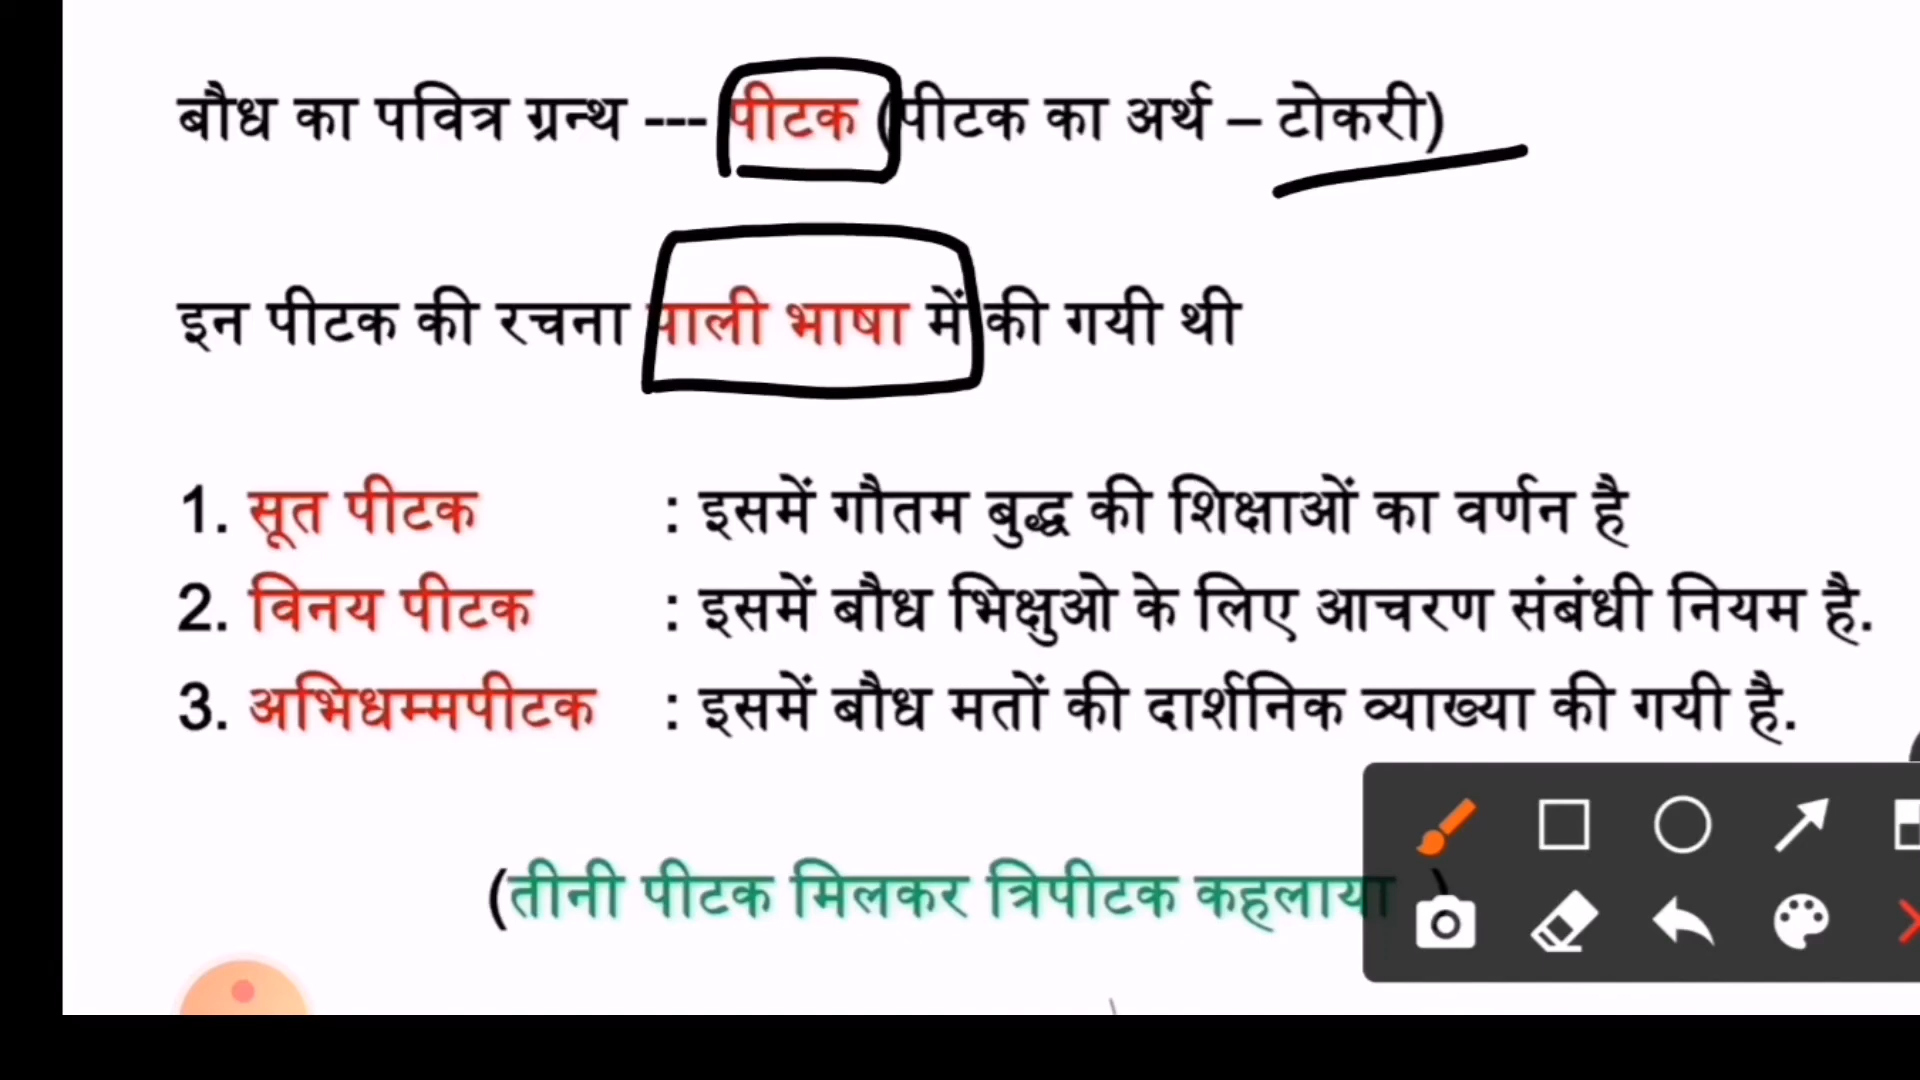 बौध का पवित्र ग्रन्थ --- पीटक (पीटक का अर्थ – टोकरी)
इन पीटक की रचना पाली भाषा में की गयी थी
1. सूत पीटक : इसमें गौतम बुद्ध की शिक्षाओं का वर्णन है
2. विनय पीटक : इसमें बौध भिक्षुओ के लिए आचरण संबंधी नियम है.
3. अभिधम्मपीटक : इसमें बौध मतों की दार्शनिक व्याख्या की गयी है.
(तीनी पीटक मिलकर त्रिपीटक कहलाया )